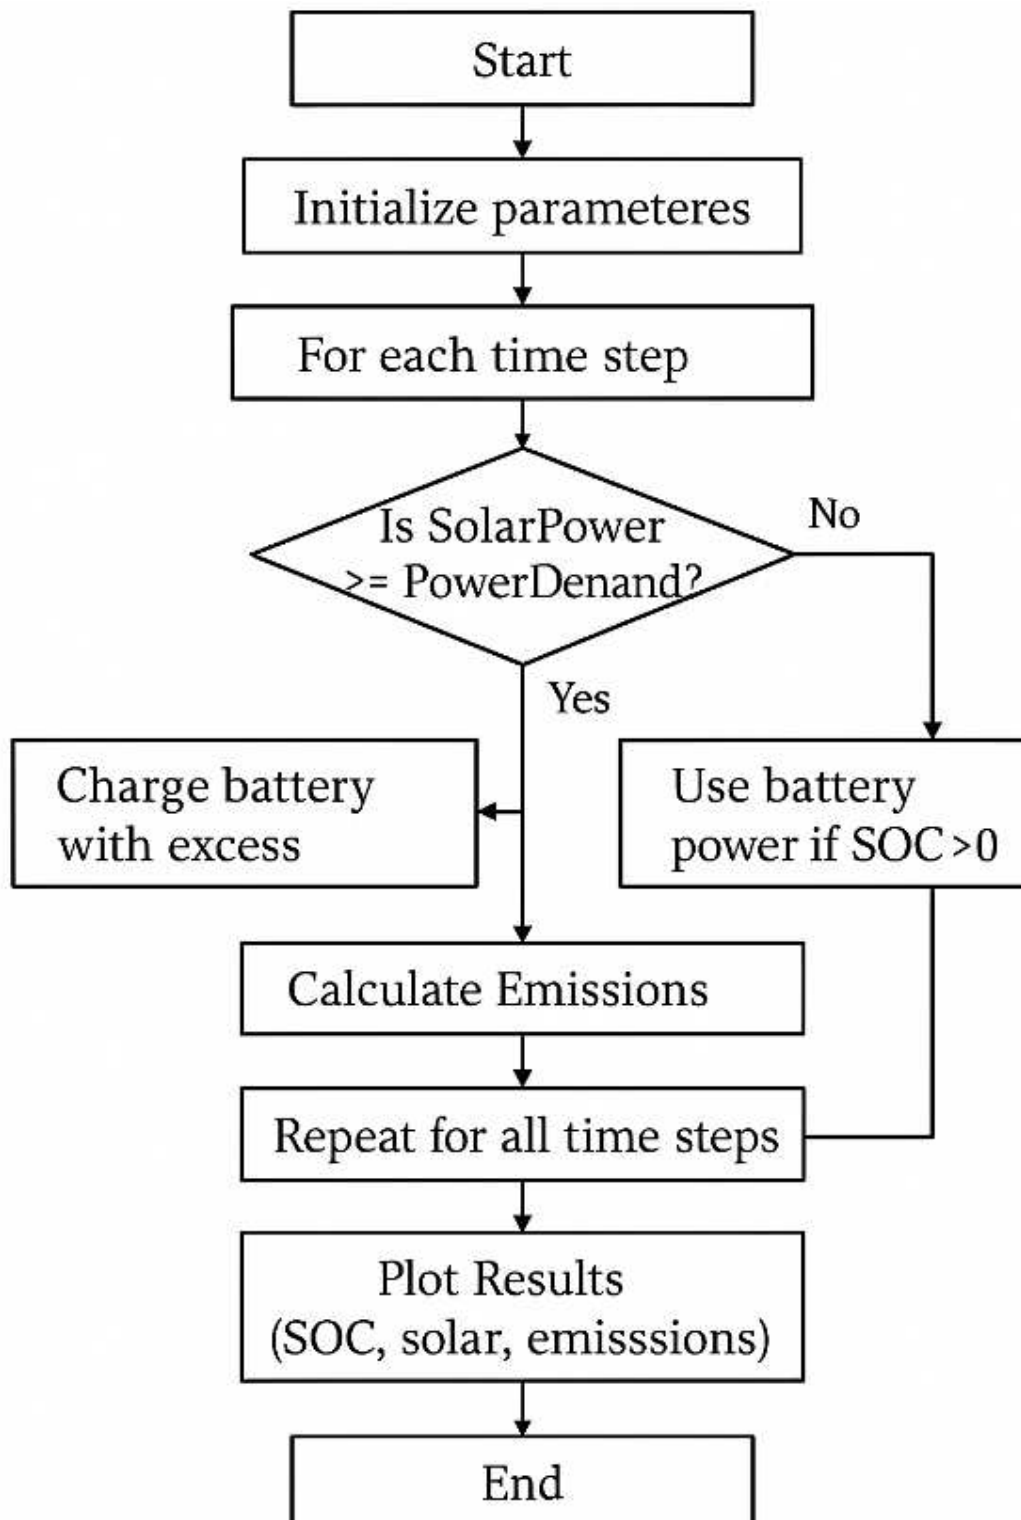 Start
Initialize parameteres
For each time step
Is SolarPower
>= PowerDenand?
No
Yes
Charge battery
with excess
Use battery
power if SOC>0
Calculate Emissions
Repeat for all time steps
Plot Results
(SOC, solar, emisssions)
End